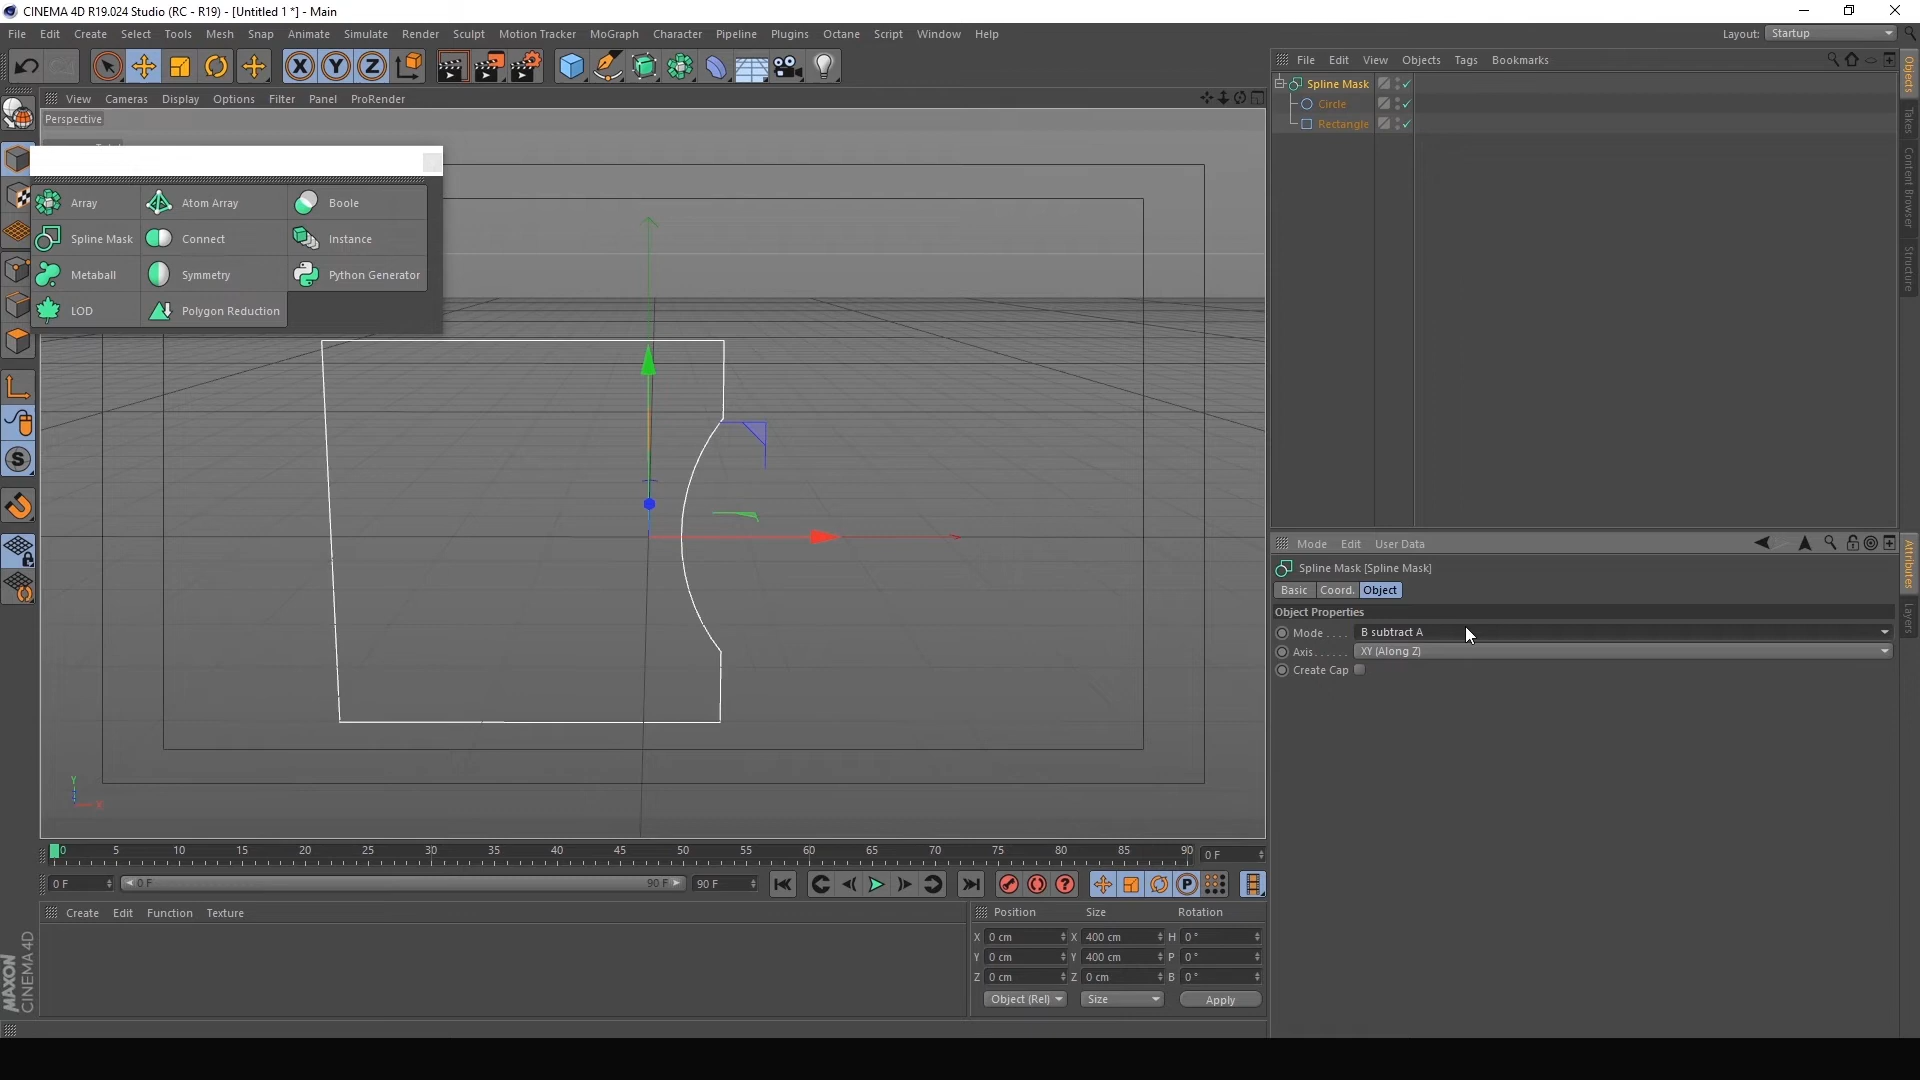 CINEMA 4D R19.024 Studio (RC - R19) - [Untitled 1 *] - Main
File Edit Create Select Tools Mesh Snap Animate Simulate Render Sculpt Motion Tracker MoGraph Character Pipeline Plugins Octane Script Window Help
Layout: Startup
X Y Z
File Edit View Objects Tags Bookmarks
Objects
Takes
Content Browser
Structure
Spline Mask
Circle
Rectangle
View Cameras Display Options Filter Panel ProRender
Perspective
Array Atom Array Boole
Spline Mask Connect Instance
Metaball Symmetry Python Generator
LOD Polygon Reduction
S
Y
X
Mode Edit User Data
Attributes
Layers
Spline Mask [Spline Mask]
Basic Coord. Object
Object Properties
Mode . . . . B subtract A
Axis. . . . . . XY (Along Z)
Create Cap
0 5 10 15 20 25 30 35 40 45 50 55 60 65 70 75 80 85 90
0 F
0 F 0 F 90 F 90 F
P
Create Edit Function Texture
Position Size Rotation
X 0 cm X 400 cm H 0 °
Y 0 cm Y 400 cm P 0 °
Z 0 cm Z 0 cm B 0 °
Object (Rel) Size Apply
MAXON
CINEMA 4D